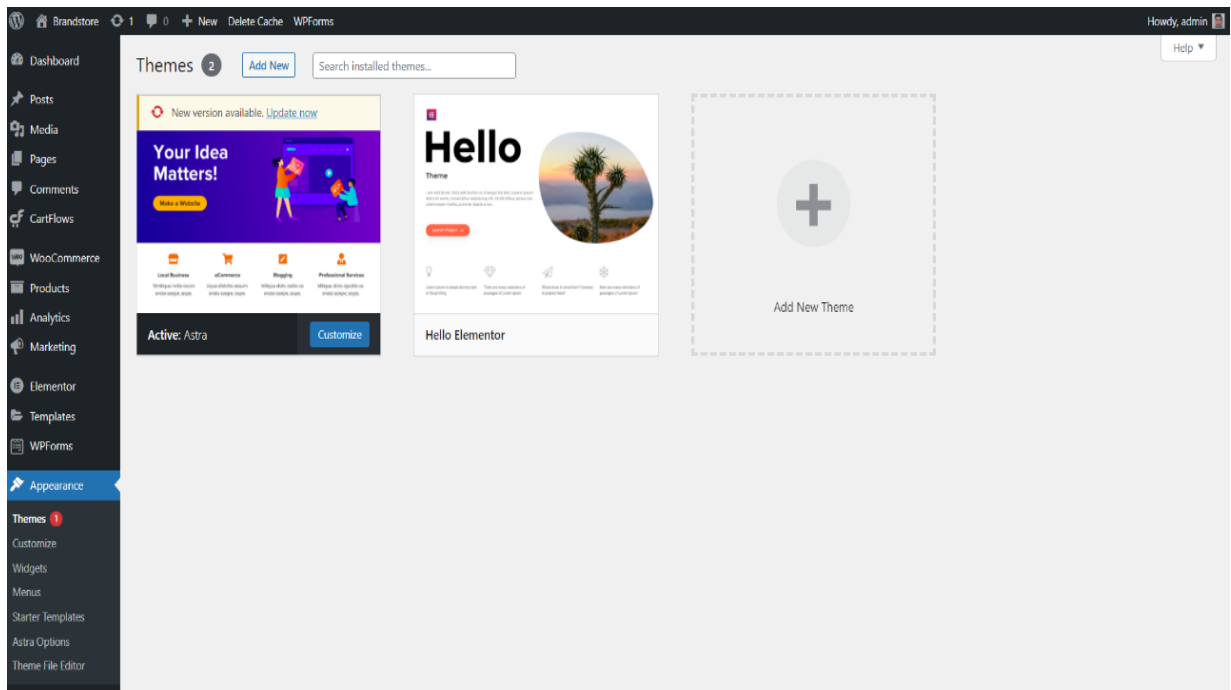 Brandstore 1 0 New Delete Cache WPForms Howdy, admin
Help ▼
Dashboard
Posts
Media
Pages
Comments
CartFlows
WooCommerce
Products
Analytics
Marketing
Elementor
Templates
WPForms
Appearance
Themes 1
Customize
Widgets
Menus
Starter Templates
Astra Options
Theme File Editor
Themes 2 Add New Search installed themes...
New version available. Update now
Your Idea
Matters!
Make a Website
Local Business eCommerce Blogging Professional Services
Active: Astra Customize
Hello
Theme
Hello Elementor
Add New Theme